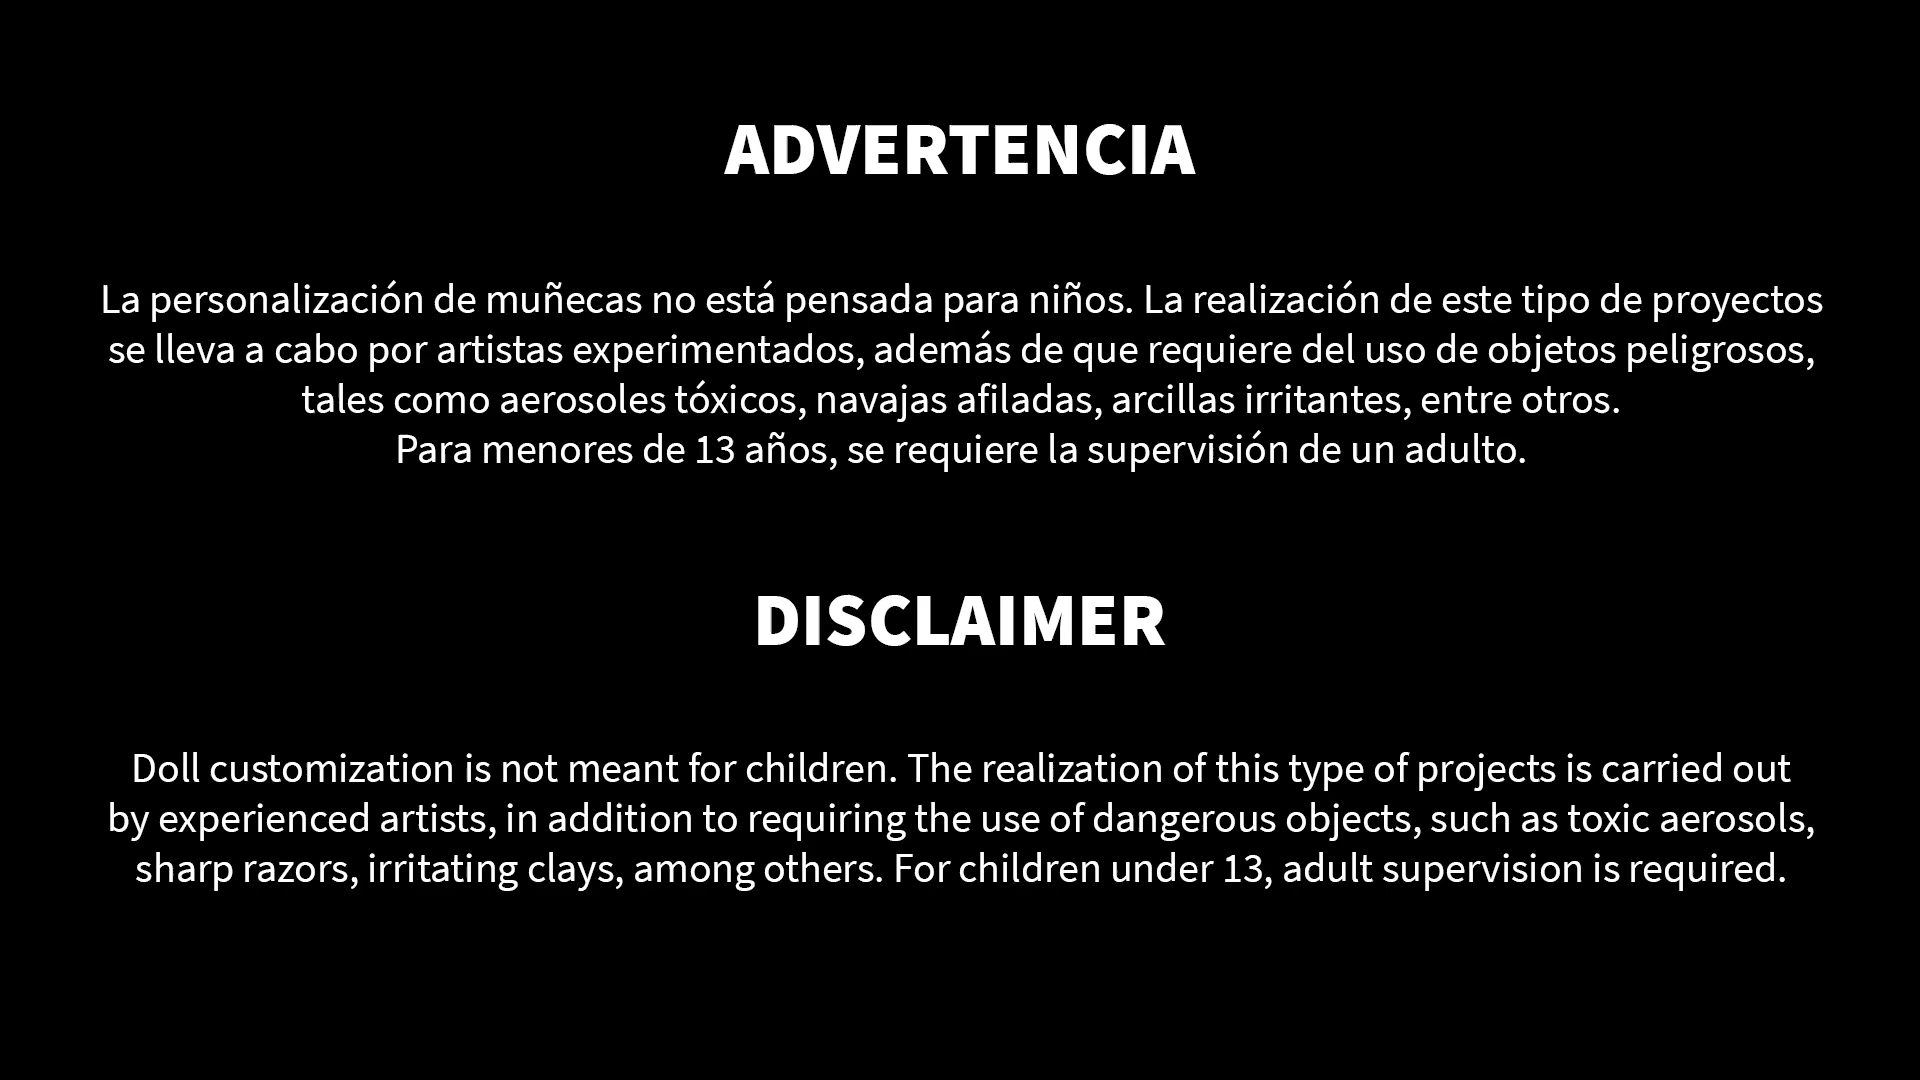 ADVERTENCIA
La personalización de muñecas no está pensada para niños. La realización de este tipo de proyectos
se lleva a cabo por artistas experimentados, además de que requiere del uso de objetos peligrosos,
tales como aerosoles tóxicos, navajas afiladas, arcillas irritantes, entre otros.
Para menores de 13 años, se requiere la supervisión de un adulto.
DISCLAIMER
Doll customization is not meant for children. The realization of this type of projects is carried out
by experienced artists, in addition to requiring the use of dangerous objects, such as toxic aerosols,
sharp razors, irritating clays, among others. For children under 13, adult supervision is required.